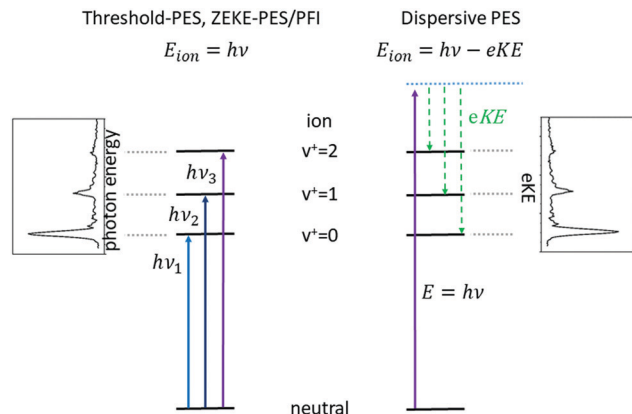 Threshold-PES, ZEKE-PES/PFI
E_ion = hν
Dispersive PES
E_ion = hν − eKE
ion
eKE
v⁺=2
photon energy
hν₃
v⁺=1
hν₂
eKE
v⁺=0
hν₁
E = hν
neutral